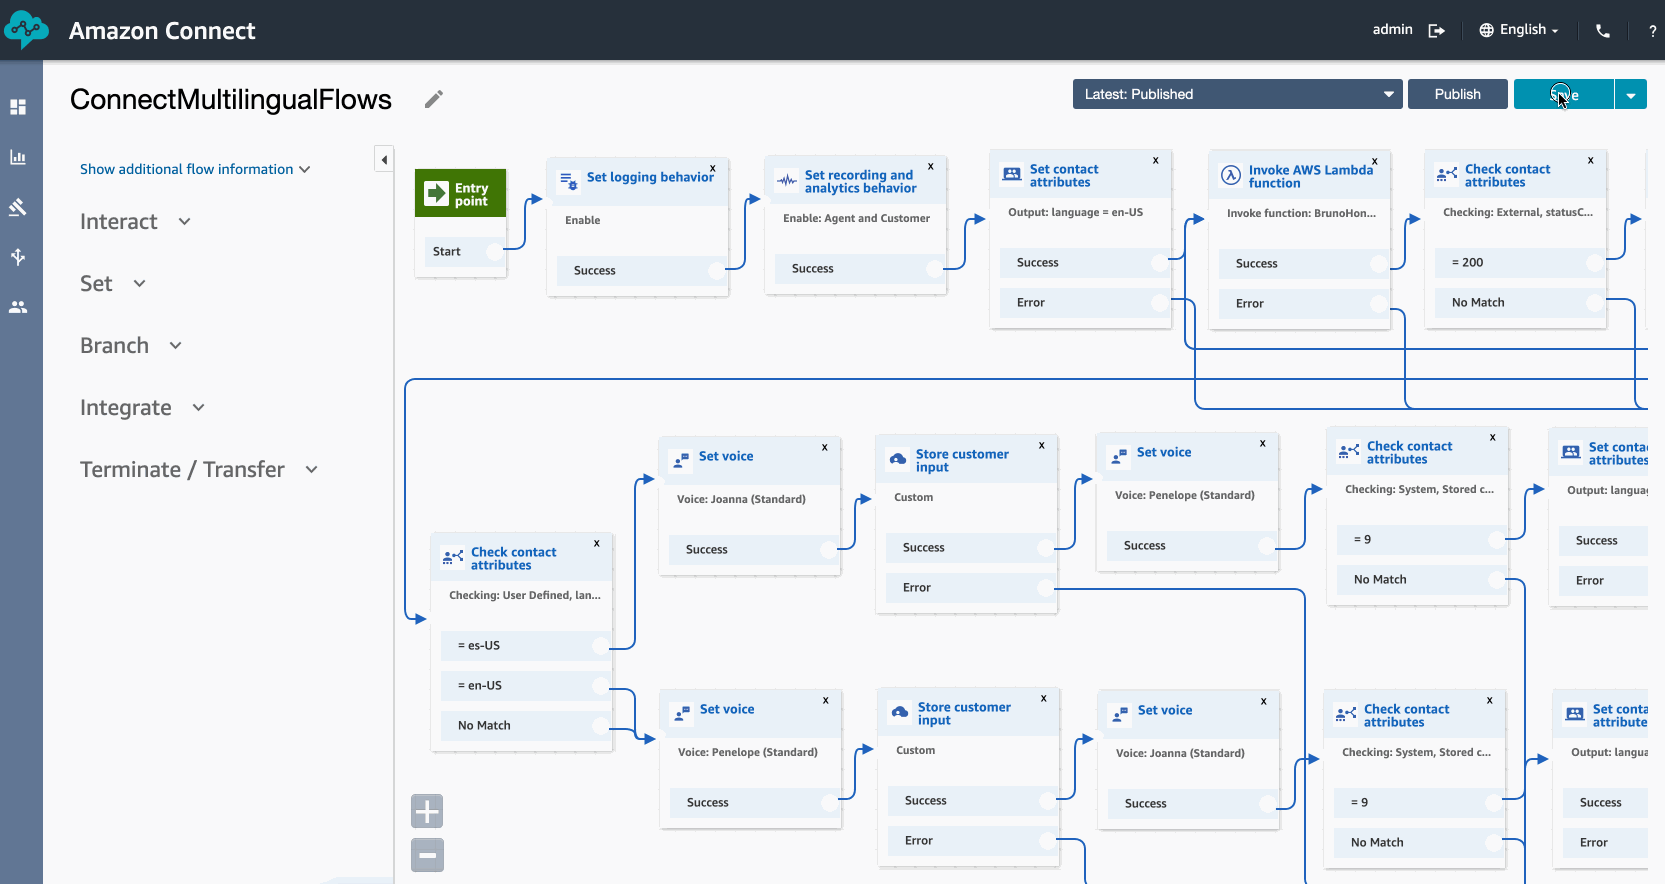 Amazon Connect
admin
English
?
ConnectMultilingualFlows
Latest: Published
Publish
Show additional flow information
Interact
Set
Branch
Integrate
Terminate / Transfer
Entry
point
Start
Set logging behavior
x
Enable
Success
Set recording and
analytics behavior
x
Enable: Agent and Customer
Success
Set contact
attributes
x
Output: language = en-US
Success
Error
Invoke AWS Lambda
function
x
Invoke function: BrunoHon...
Success
Error
Check contact
attributes
x
Checking: External, statusC...
= 200
No Match
Check contact
attributes
x
Checking: User Defined, lan...
= es-US
= en-US
No Match
Set voice
x
Voice: Joanna (Standard)
Success
Store customer
input
x
Custom
Success
Error
Set voice
x
Voice: Penelope (Standard)
Success
Check contact
attributes
x
Checking: System, Stored c...
= 9
No Match
Set conta
attributes
Output: languag
Success
Error
Set voice
x
Voice: Penelope (Standard)
Success
Store customer
input
x
Custom
Success
Error
Set voice
x
Voice: Joanna (Standard)
Success
Check contact
attributes
x
Checking: System, Stored c...
= 9
No Match
Set conta
attribute
Output: langua
Success
Error